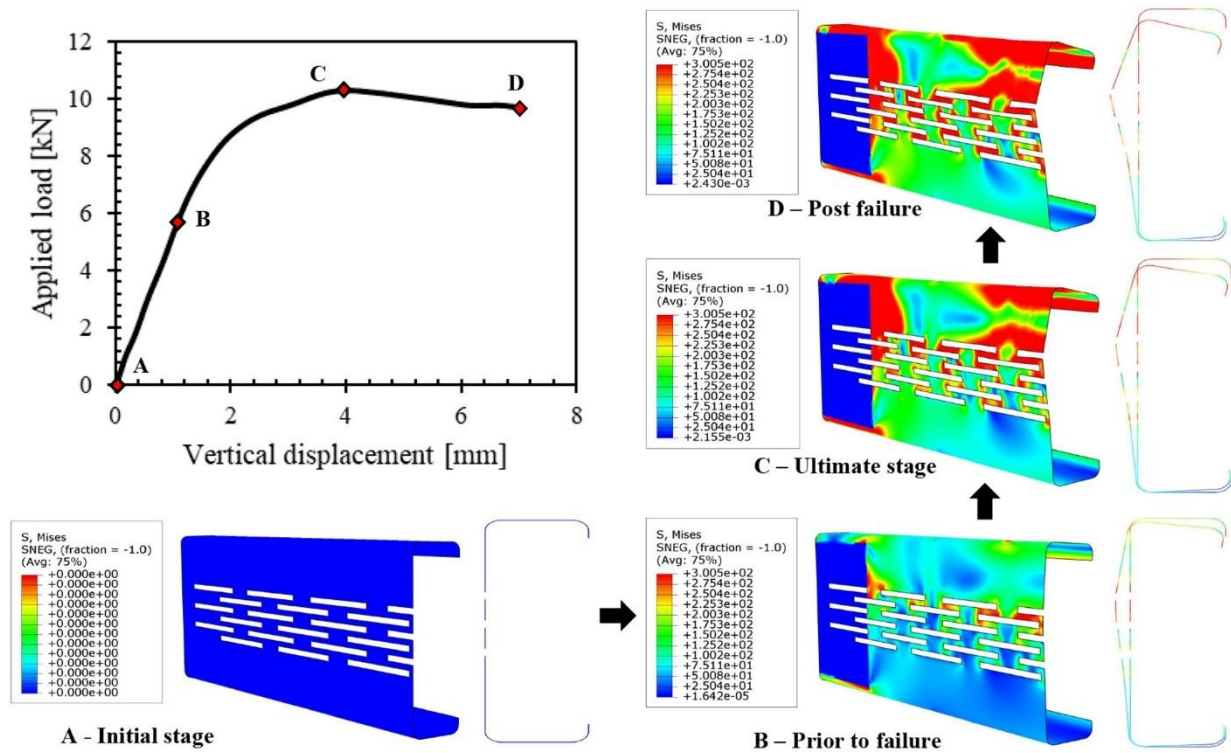 12
10
8
6
4
2
0
Applied load [kN]
A
B
C
D
0
2
4
6
8
Vertical displacement [mm]
S, Mises
SNEG, (fraction = -1.0)
(Avg: 75%)
+3.005e+02
+2.754e+02
+2.504e+02
+2.253e+02
+2.003e+02
+1.753e+02
+1.502e+02
+1.252e+02
+1.002e+02
+7.511e+01
+5.008e+01
+2.504e+01
+2.430e-03
D – Post failure
S, Mises
SNEG, (fraction = -1.0)
(Avg: 75%)
+3.005e+02
+2.754e+02
+2.504e+02
+2.253e+02
+2.003e+02
+1.753e+02
+1.502e+02
+1.252e+02
+1.002e+02
+7.511e+01
+5.008e+01
+2.504e+01
+2.155e-03
C – Ultimate stage
S, Mises
SNEG, (fraction = -1.0)
(Avg: 75%)
+0.000e+00
+0.000e+00
+0.000e+00
+0.000e+00
+0.000e+00
+0.000e+00
+0.000e+00
+0.000e+00
+0.000e+00
+0.000e+00
+0.000e+00
+0.000e+00
+0.000e+00
A - Initial stage
S, Mises
SNEG, (fraction = -1.0)
(Avg: 75%)
+3.005e+02
+2.754e+02
+2.504e+02
+2.253e+02
+2.003e+02
+1.753e+02
+1.502e+02
+1.252e+02
+1.002e+02
+7.511e+01
+5.008e+01
+2.504e+01
+1.642e-05
B – Prior to failure